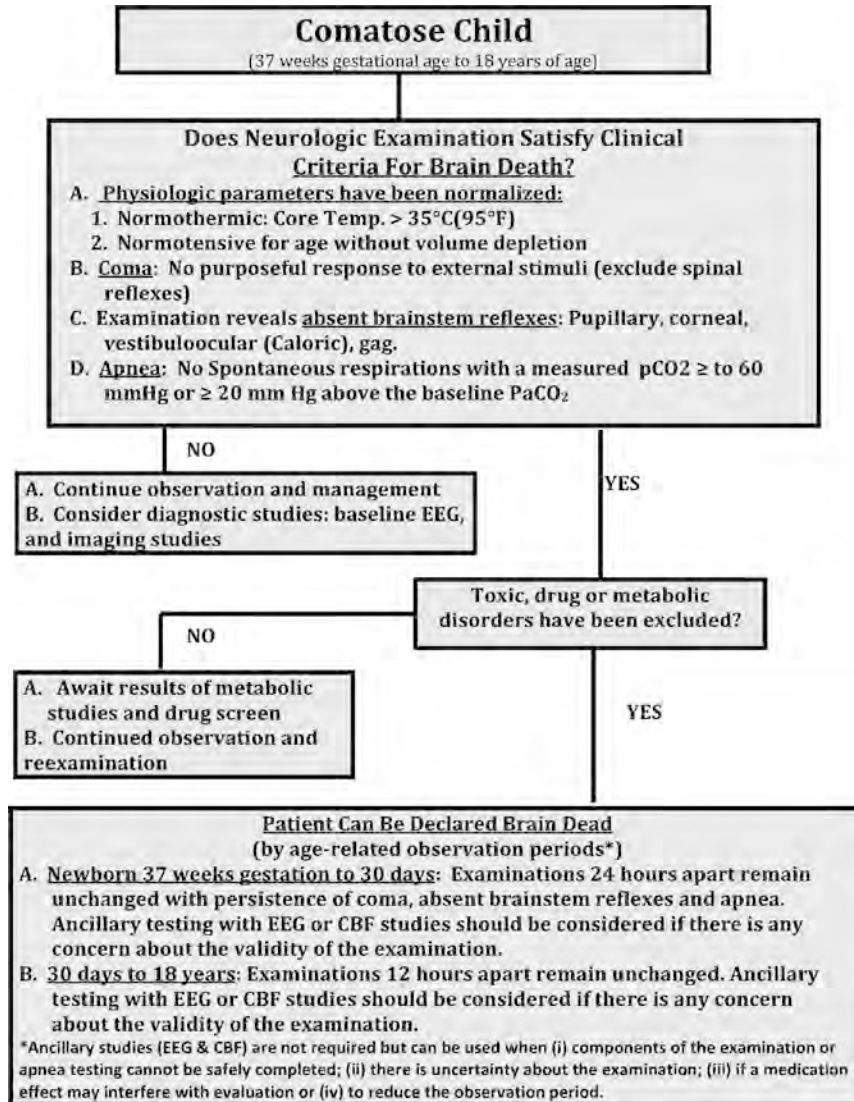 Comatose Child
(37 weeks gestational age to 18 years of age)
Does Neurologic Examination Satisfy Clinical
Criteria For Brain Death?
A. Physiologic parameters have been normalized:
1. Normothermic: Core Temp. > 35°C(95°F)
2. Normotensive for age without volume depletion
B. Coma: No purposeful response to external stimuli (exclude spinal
reflexes)
C. Examination reveals absent brainstem reflexes: Pupillary, corneal,
vestibuloocular (Caloric), gag.
D. Apnea: No Spontaneous respirations with a measured pCO2 ≥ to 60
mmHg or ≥ 20 mm Hg above the baseline PaCO₂
NO
YES
A. Continue observation and management
B. Consider diagnostic studies: baseline EEG,
and imaging studies
Toxic, drug or metabolic
disorders have been excluded?
NO
YES
A. Await results of metabolic
studies and drug screen
B. Continued observation and
reexamination
Patient Can Be Declared Brain Dead
(by age-related observation periods*)
A. Newborn 37 weeks gestation to 30 days: Examinations 24 hours apart remain
unchanged with persistence of coma, absent brainstem reflexes and apnea.
Ancillary testing with EEG or CBF studies should be considered if there is any
concern about the validity of the examination.
B. 30 days to 18 years: Examinations 12 hours apart remain unchanged. Ancillary
testing with EEG or CBF studies should be considered if there is any concern
about the validity of the examination.
*Ancillary studies (EEG & CBF) are not required but can be used when (i) components of the examination or
apnea testing cannot be safely completed; (ii) there is uncertainty about the examination; (iii) if a medication
effect may interfere with evaluation or (iv) to reduce the observation period.